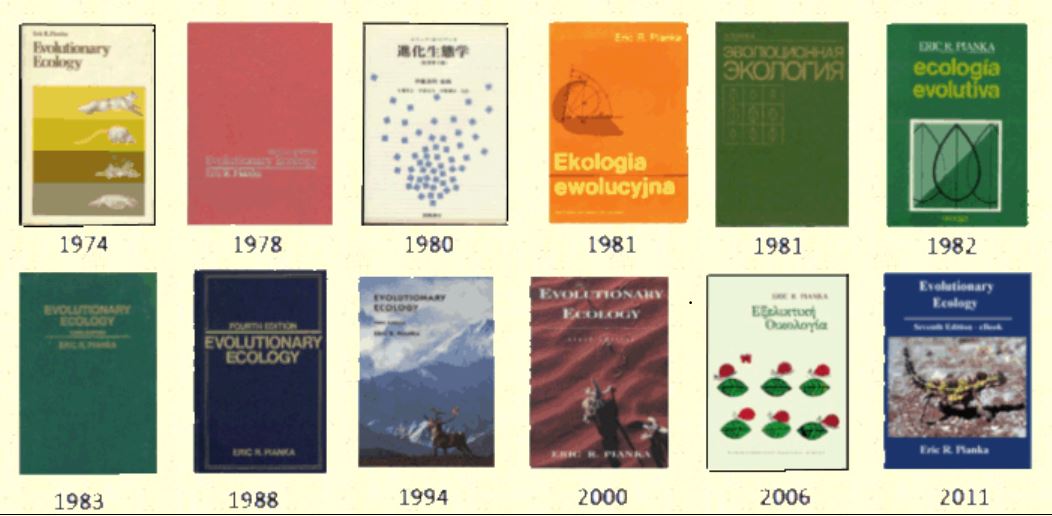 Eric R. Pianka
Evolutionary
Ecology
1974
Evolutionary Ecology
Eric R. Pianka
1978
進化生態学
1980
Eric R. Pianka
Ekologia
ewolucyjna
1981
ЭВОЛЮЦИОННАЯ
ЭКОЛОГИЯ
1981
ERIC R. PIANKA
ecología
evolutiva
1982
EVOLUTIONARY
ECOLOGY
ERIC R. PIANKA
1983
FOURTH EDITION
EVOLUTIONARY
ECOLOGY
ERIC R. PIANKA
1988
EVOLUTIONARY
ECOLOGY
ERIC R. PIANKA
1994
EVOLUTIONARY
ECOLOGY
ERIC R. PIANKA
2000
ERIC R. PIANKA
Εξελικτική
Οικολογία
2006
Evolutionary
Ecology
Seventh Edition - eBook
Eric R. Pianka
2011